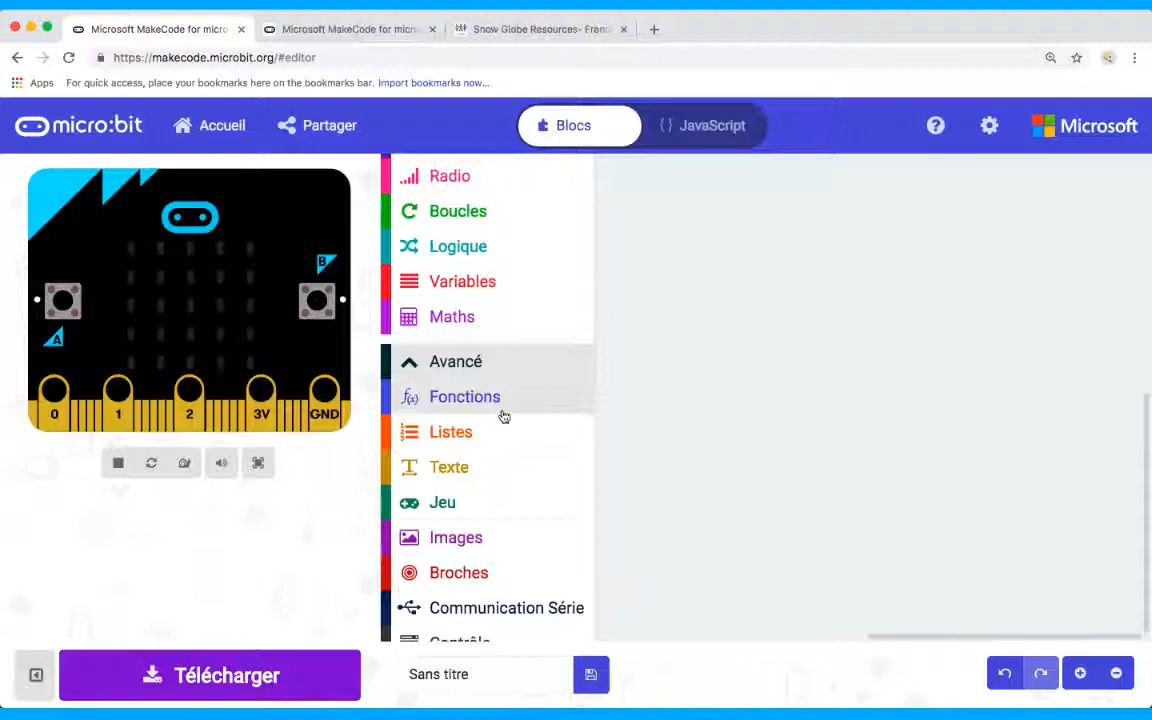 Microsoft MakeCode for micro
Microsoft MakeCode for micro
Snow Globe Resources- Fren
https://makecode.microbit.org/#editor
Apps For quick access, place your bookmarks here on the bookmarks bar. Import bookmarks now...
micro:bit Accueil Partager Blocs {} JavaScript ? Microsoft
Radio
Boucles
Logique
Variables
Maths
Avancé
Fonctions
Listes
Texte
Jeu
Images
Broches
Communication Série
Contrôle
B
A
0 1 2 3V GND
Télécharger
Sans titre